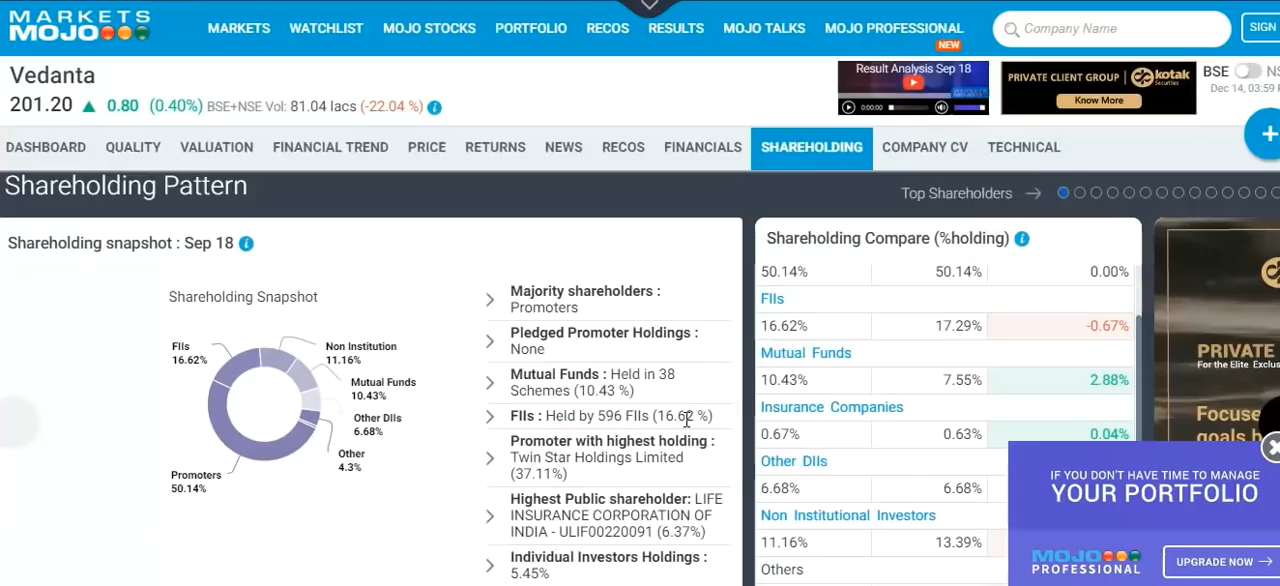 MARKETS
MOJO
MARKETS WATCHLIST MOJO STOCKS PORTFOLIO RECOS RESULTS MOJO TALKS MOJO PROFESSIONAL
NEW
Company Name
SIGN
Vedanta
201.20 ▲ 0.80 (0.40%) BSE+NSE Vol: 81.04 lacs (-22.04 %)
Result Analysis Sep 18
0:00:00
PRIVATE CLIENT GROUP kotak
Securities
Know More
BSE NS
Dec 14, 03:59
DASHBOARD QUALITY VALUATION FINANCIAL TREND PRICE RETURNS NEWS RECOS FINANCIALS SHAREHOLDING COMPANY CV TECHNICAL
Shareholding Pattern
Top Shareholders →
Shareholding snapshot : Sep 18
Shareholding Snapshot
FIIs
16.62%
Non Institution
11.16%
Mutual Funds
10.43%
Other DIIs
6.68%
Other
4.3%
Promoters
50.14%
Majority shareholders :
Promoters
Pledged Promoter Holdings :
None
Mutual Funds : Held in 38
Schemes (10.43 %)
FIIs : Held by 596 FIIs (16.62 %)
Promoter with highest holding :
Twin Star Holdings Limited
(37.11%)
Highest Public shareholder: LIFE
INSURANCE CORPORATION OF
INDIA - ULIF00220091 (6.37%)
Individual Investors Holdings :
5.45%
Shareholding Compare (%holding)
50.14% 50.14% 0.00%
FIIs
16.62% 17.29% -0.67%
Mutual Funds
10.43% 7.55% 2.88%
Insurance Companies
0.67% 0.63% 0.04%
Other DIIs
6.68% 6.68%
Non Institutional Investors
11.16% 13.39%
Others
PRIVATE
For the Elite
Focuse
goals b
IF YOU DON'T HAVE TIME TO MANAGE
YOUR PORTFOLIO
MOJO
PROFESSIONAL
UPGRADE NOW →